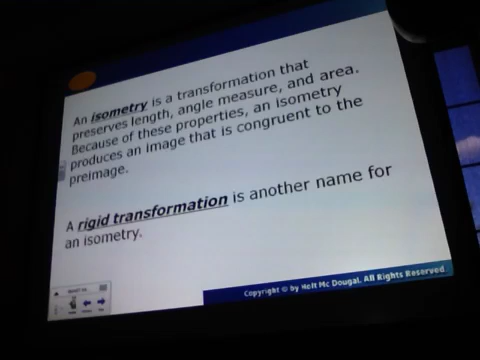 An isometry is a transformation that
preserves length, angle measure, and area.
Because of these properties, an isometry
produces an image that is congruent to the
preimage.
A rigid transformation is another name for
an isometry.
Copyright © by Holt Mc Dougal. All Rights Reserved.